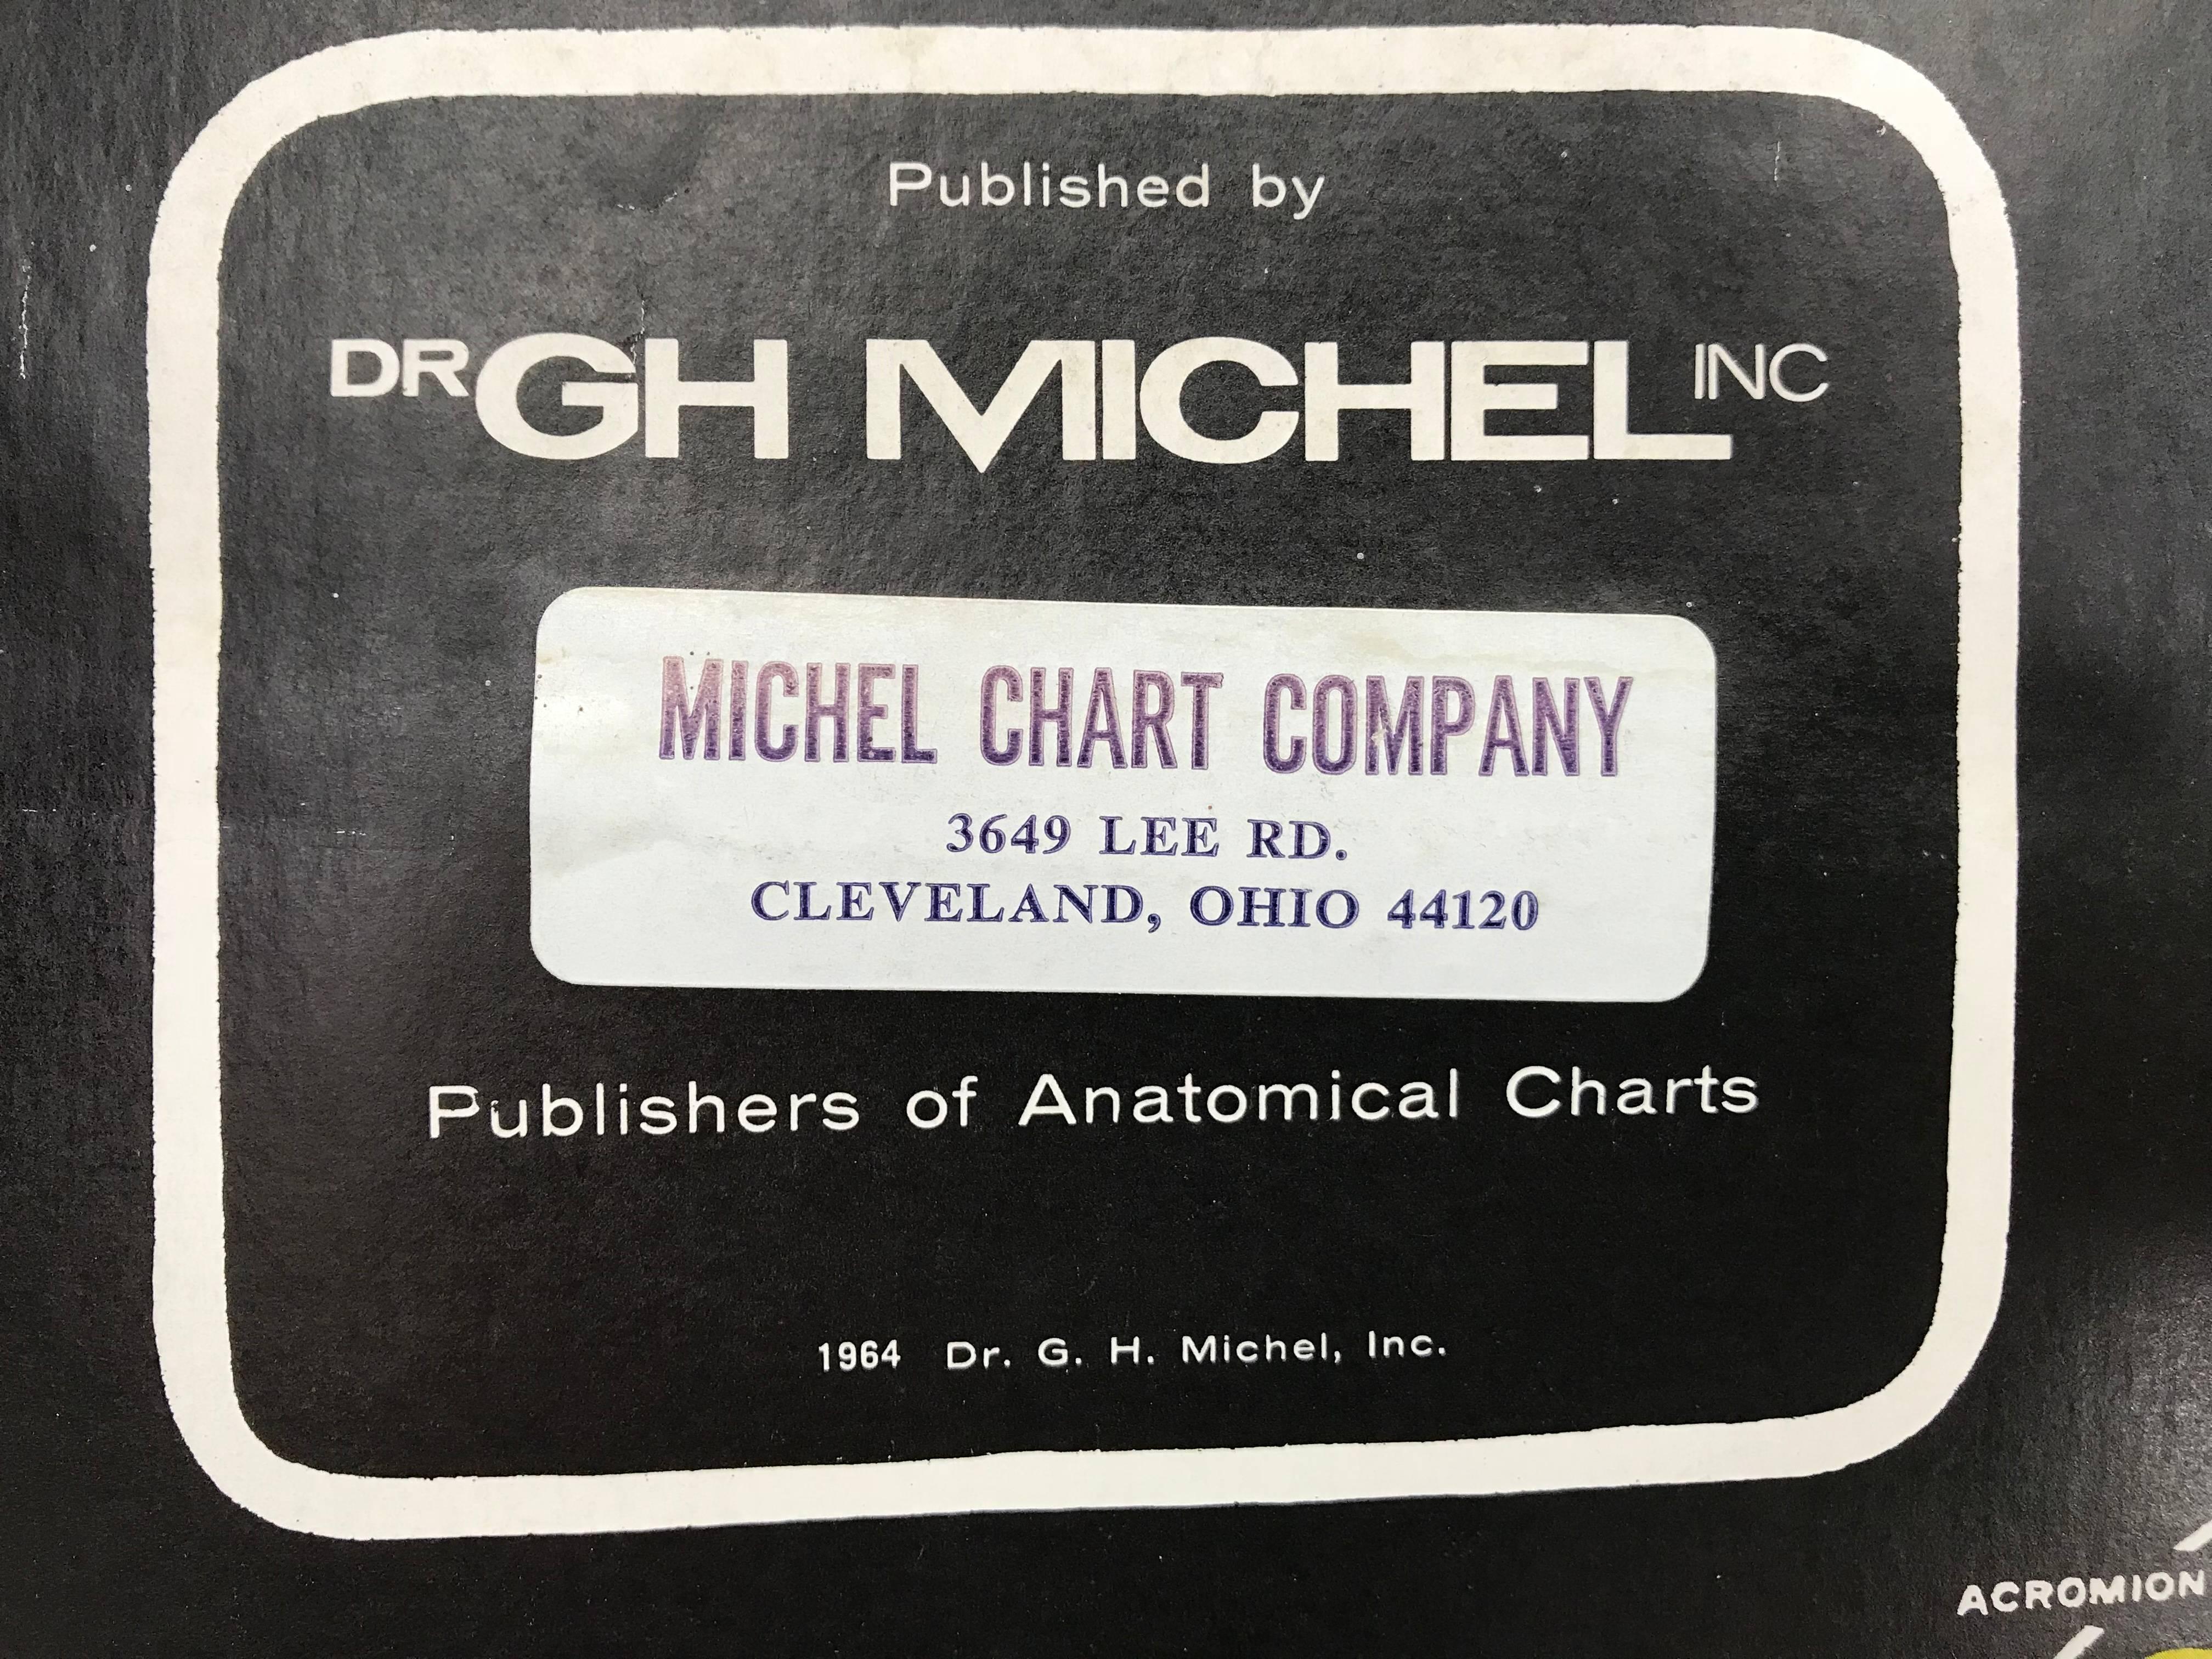 Published by
DR GH MICHEL INC
MICHEL CHART COMPANY
3649 LEE RD.
CLEVELAND, OHIO 44120
Publishers of Anatomical Charts
1964 Dr. G. H. Michel, Inc.
ACROMION